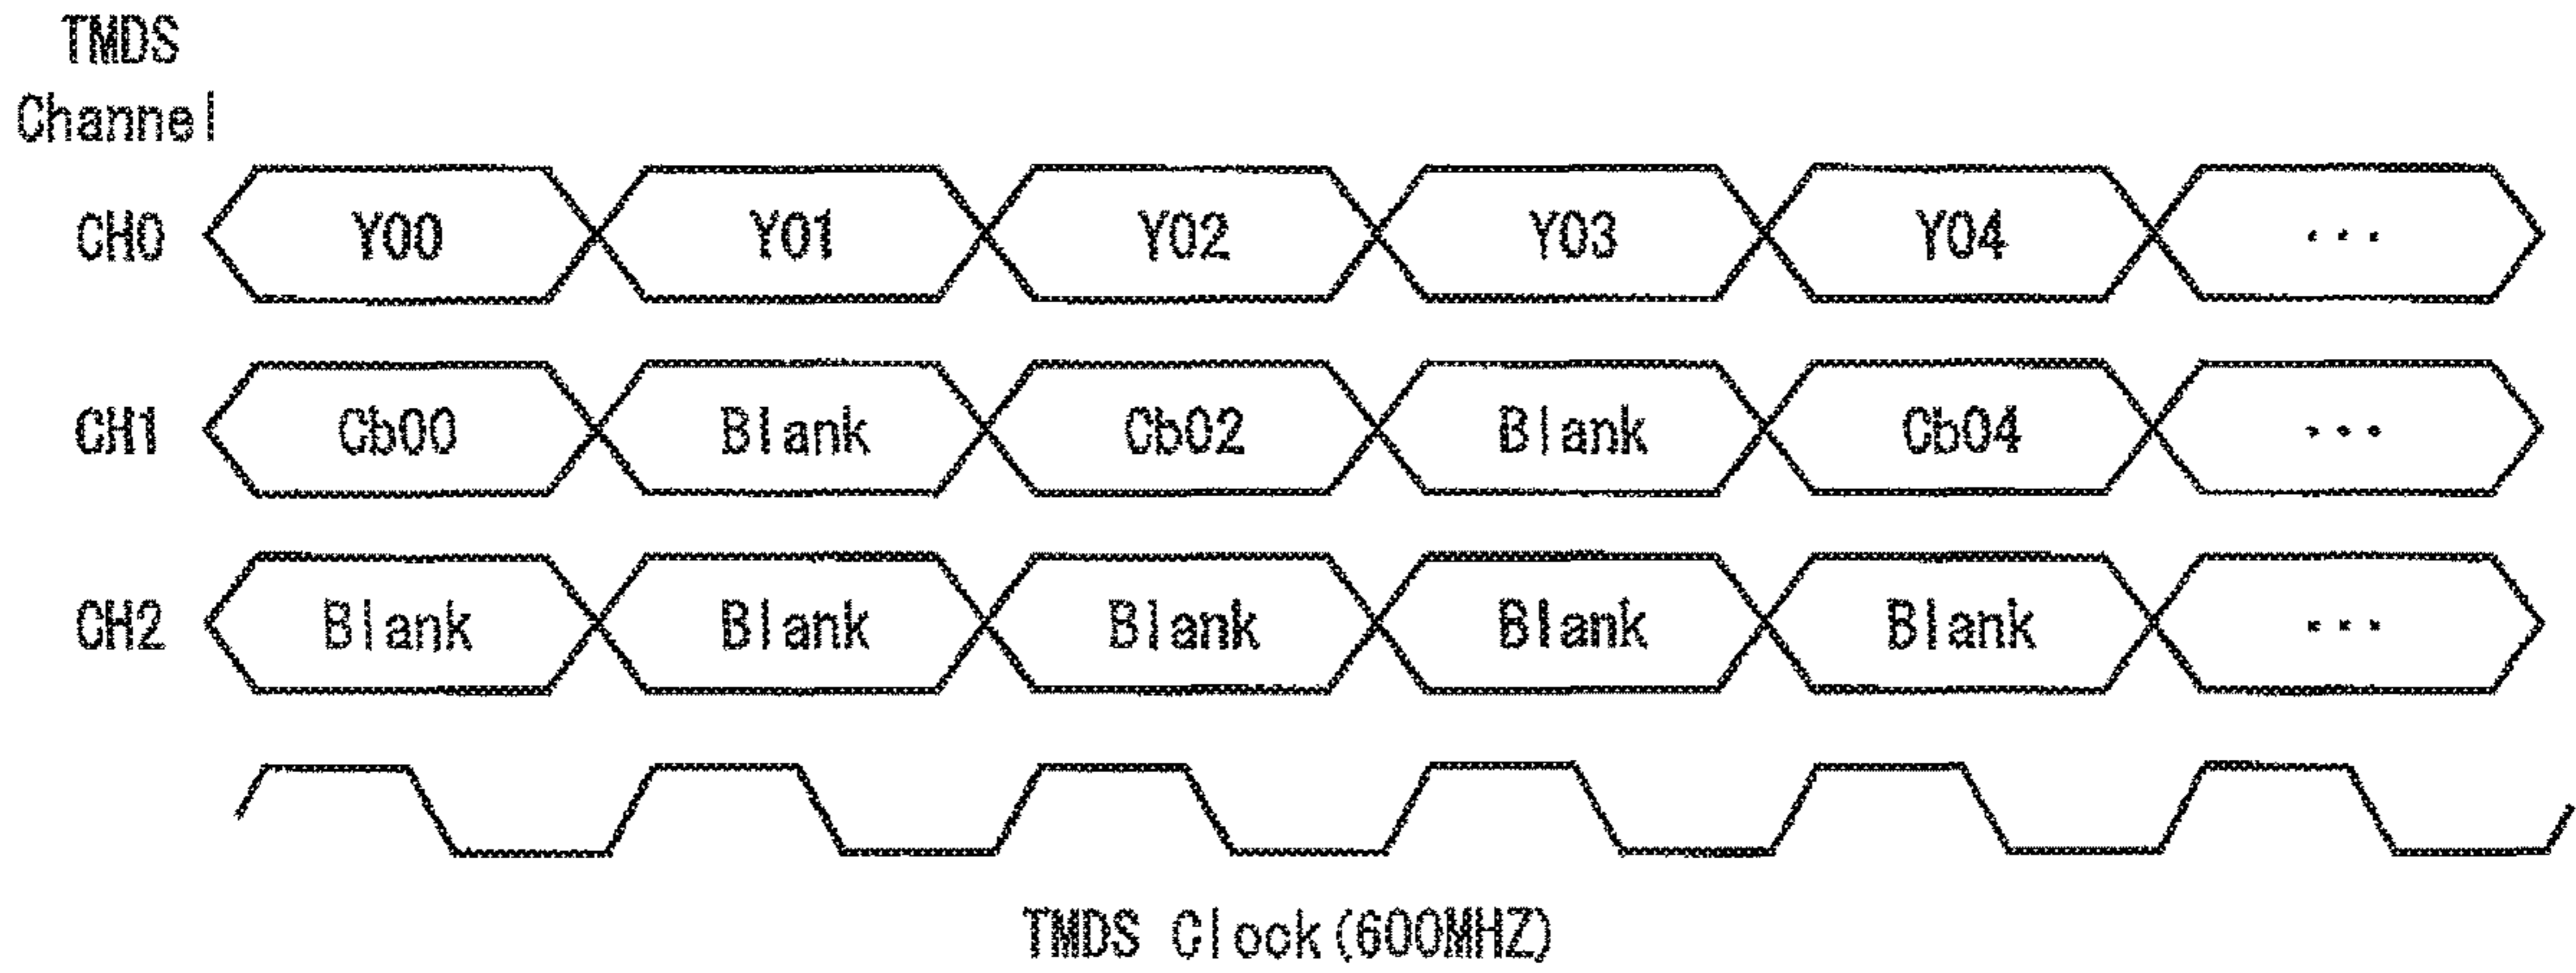 TMDS
Channel
CH0 Y00 Y01 Y02 Y03 Y04 ...
CH1 Cb00 Blank Cb02 Blank Cb04 ...
CH2 Blank Blank Blank Blank Blank ...
TMDS Clock(600MHZ)